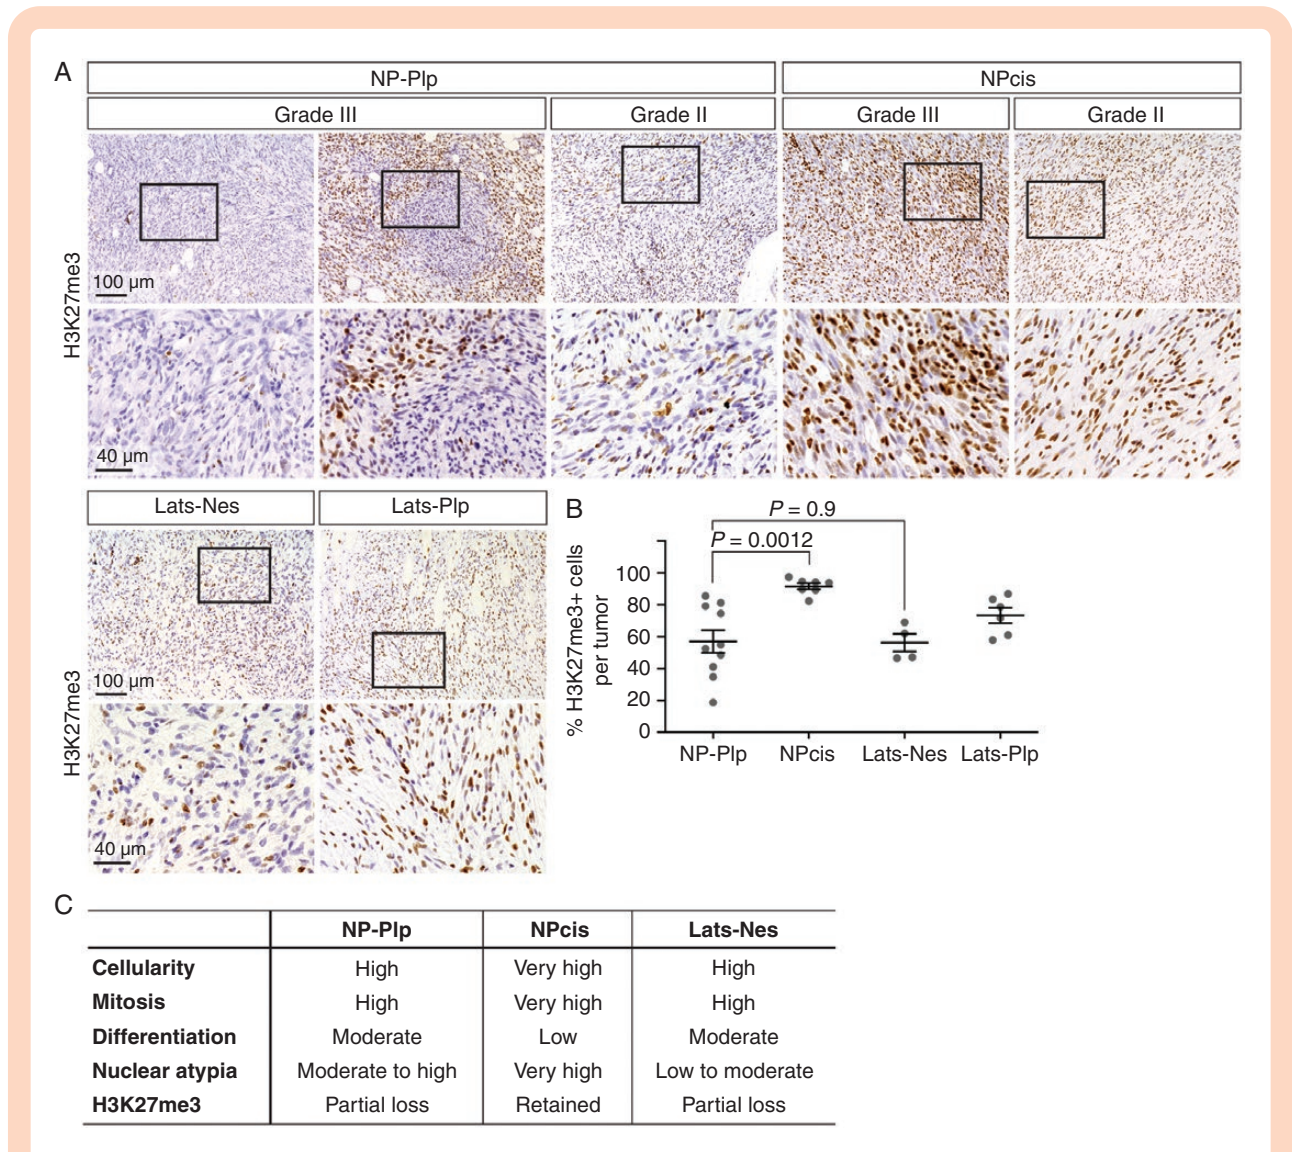 A
NP-Plp
NPcis
Grade III
Grade II
Grade III
Grade II
H3K27me3
100 µm
40 µm
Lats-Nes
Lats-Plp
H3K27me3
100 µm
40 µm
B
P = 0.9
P = 0.0012
% H3K27me3+ cells
per tumor
100
80
60
40
20
0
NP-Plp NPcis Lats-Nes Lats-Plp
C
NP-Plp NPcis Lats-Nes
Cellularity High Very high High
Mitosis High Very high High
Differentiation Moderate Low Moderate
Nuclear atypia Moderate to high Very high Low to moderate
H3K27me3 Partial loss Retained Partial loss